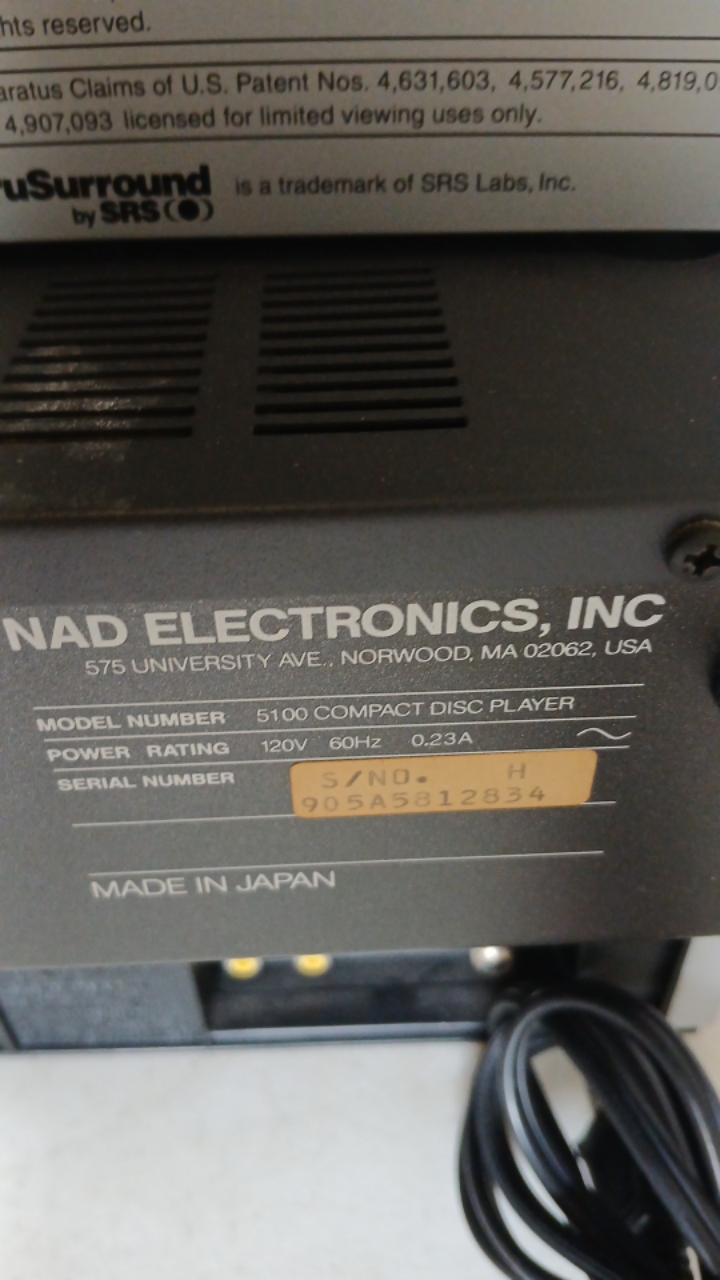 hts reserved.
aratus Claims of U.S. Patent Nos. 4,631,603, 4,577,216, 4,819,0
4,907,093 licensed for limited viewing uses only.
ruSurround
by SRS(●) is a trademark of SRS Labs, Inc.
NAD ELECTRONICS, INC
575 UNIVERSITY AVE., NORWOOD, MA 02062, USA
MODEL NUMBER 5100 COMPACT DISC PLAYER
POWER RATING 120V 60Hz 0.23A
SERIAL NUMBER S/NO. H
905A5812834
MADE IN JAPAN